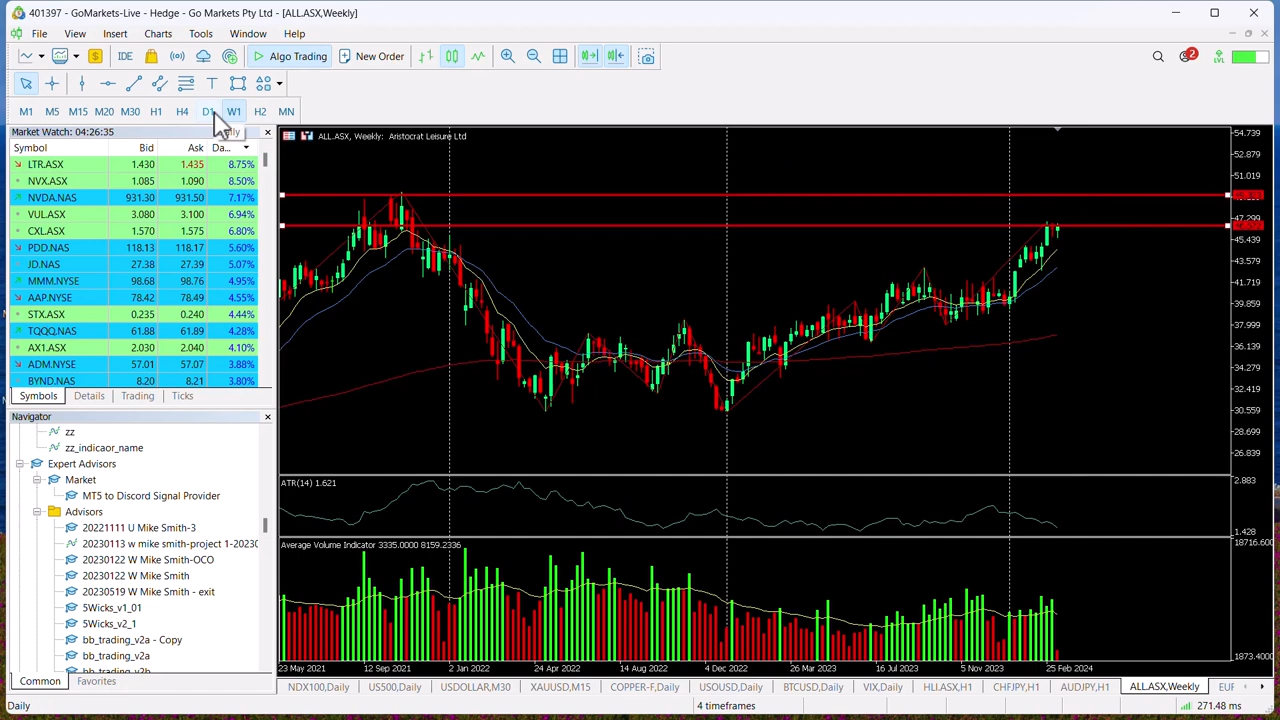 401397 - GoMarkets-Live - Hedge - Go Markets Pty Ltd - [ALL.ASX,Weekly]
File View Insert Charts Tools Window Help
IDE Algo Trading New Order 2 LVL
M1 M5 M15 M20 M30 H1 H4 D1 W1 H2 MN
Market Watch: 04:26:35
Symbol Bid Ask Da...
LTR.ASX 1.430 1.435 8.75%
NVX.ASX 1.085 1.090 8.50%
NVDA.NAS 931.30 931.50 7.17%
VUL.ASX 3.080 3.100 6.94%
CXL.ASX 1.570 1.575 6.80%
PDD.NAS 118.13 118.17 5.60%
JD.NAS 27.38 27.39 5.07%
MMM.NYSE 98.68 98.76 4.95%
AAP.NYSE 78.42 78.49 4.55%
STX.ASX 0.235 0.240 4.44%
TQQQ.NAS 61.88 61.89 4.28%
AX1.ASX 2.030 2.040 4.10%
ADM.NYSE 57.01 57.07 3.88%
BYND.NAS 8.20 8.21 3.80%
Symbols Details Trading Ticks
Navigator
zz
zz_indicaor_name
Expert Advisors
Market
MT5 to Discord Signal Provider
Advisors
20221111 U Mike Smith-3
20230113 w mike smith-project 1-2023
20230122 W Mike Smith-OCO
20230122 W Mike Smith
20230519 W Mike Smith - exit
5Wicks_v1_01
5Wicks_v2_1
bb_trading_v2a - Copy
bb_trading_v2a
bb_trading_v2b
Common Favorites
ALL.ASX, Weekly: Aristocrat Leisure Ltd
54.739
52.879
51.019
47.299
45.439
43.579
41.719
39.859
37.999
36.139
34.279
32.419
30.559
28.699
26.839
ATR(14) 1.621
2.883
1.428
Average Volume Indicator 3335.0000 8159.2336
18716.600
1873.4000
23 May 2021 12 Sep 2021 2 Jan 2022 24 Apr 2022 14 Aug 2022 4 Dec 2022 26 Mar 2023 16 Jul 2023 5 Nov 2023 25 Feb 2024
NDX100,Daily US500,Daily USDOLLAR,M30 XAUUSD,M15 COPPER-F,Daily USOUSD,Daily BTCUSD,Daily VIX,Daily HLI.ASX,H1 CHFJPY,H1 AUDJPY,H1 ALL.ASX,Weekly EUF
Daily 4 timeframes 271.48 ms